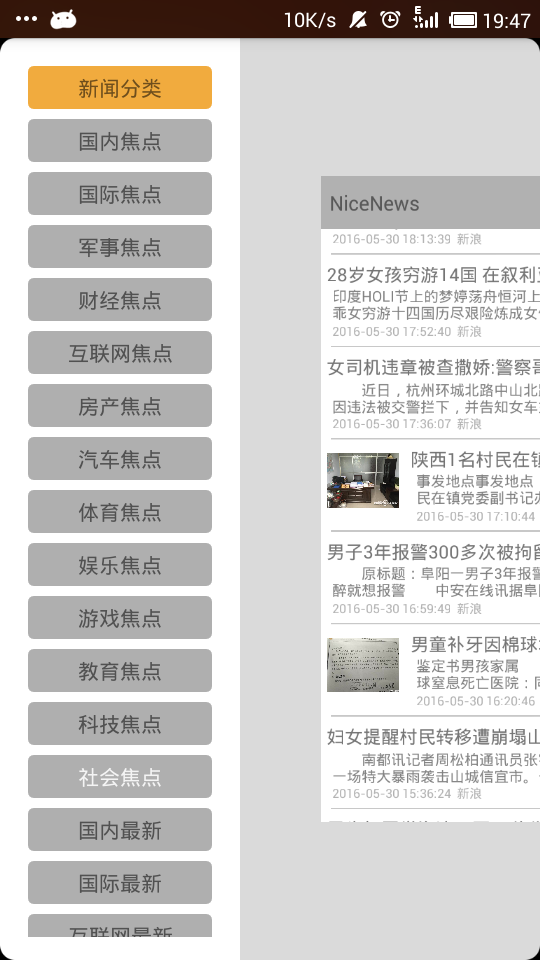 10K/s 19:47
新闻分类
国内焦点
国际焦点
军事焦点
财经焦点
互联网焦点
房产焦点
汽车焦点
体育焦点
娱乐焦点
游戏焦点
教育焦点
科技焦点
社会焦点
国内最新
国际最新
互联网最新
NiceNews
2016-05-30 18:13:39 新浪
28岁女孩穷游14国 在叙利
印度HOLI节上的梦婷荡舟恒河上
乖女穷游十四国历尽艰险炼成女
2016-05-30 17:52:40 新浪
女司机违章被查撒娇:警察哥
近日，杭州环城北路中山北
因违法被交警拦下，并告知女车
2016-05-30 17:36:07 新浪
陕西1名村民在镇
事发地点事发地点
民在镇党委副书记办
2016-05-30 17:10:44
男子3年报警300多次被拘留
原标题：阜阳一男子3年报警
醉就想报警 中安在线讯据阜
2016-05-30 16:59:49 新浪
男童补牙因棉球
鉴定书男孩家属
球窒息死亡医院：同
2016-05-30 16:20:46
妇女提醒村民转移遭崩塌山
南都讯记者周松柏通讯员张
一场特大暴雨袭击山城信宜市。
2016-05-30 15:36:24 新浪